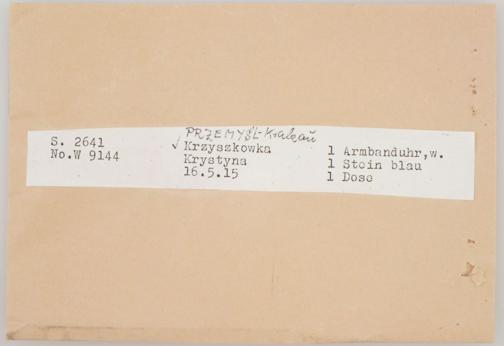 PRZEMYŚL-Krakau
S. 2641
No.W 9144
Krzyszkowka
Krystyna
16.5.15
1 Armbanduhr,w.
1 Stein blau
1 Dose